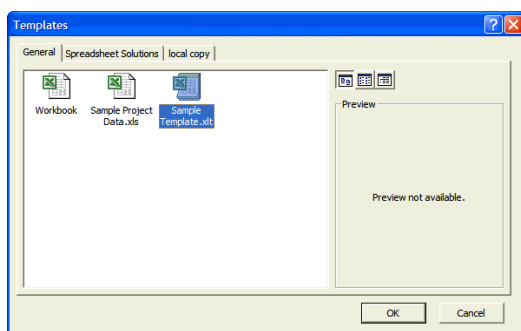 Templates
General Spreadsheet Solutions local copy
Workbook Sample Project Sample
Data.xls Template.xlt
Preview
Preview not available.
OK Cancel